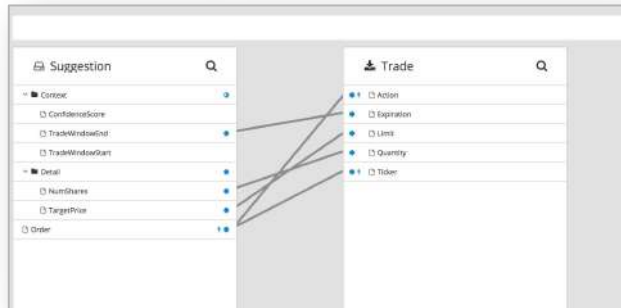 Suggestion
Context
ConfidenceScore
TradeWindowEnd
TradeWindowStart
Detail
NumShares
TargetPrice
Order
Trade
Action
Expiration
Limit
Quantity
Ticker